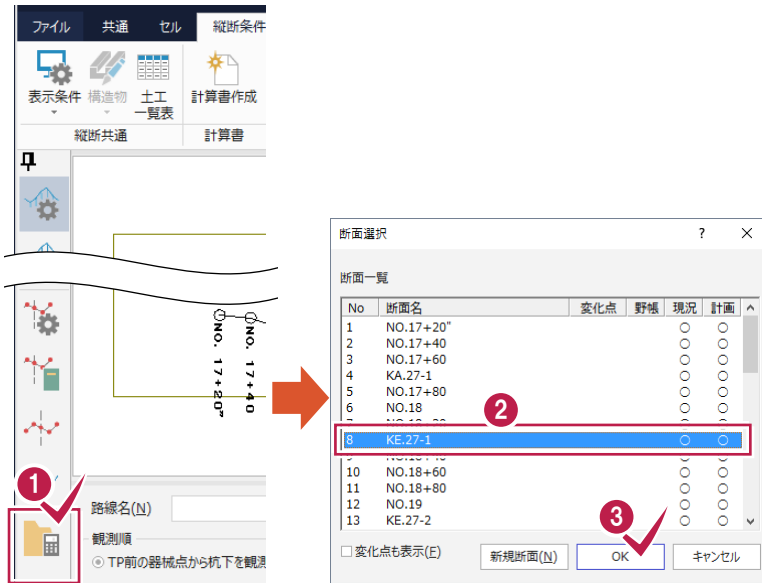 ファイル 共通 セル 縦断条件
表示条件 構造物 土工一覧表 計算書作成
縦断共通 計算書
NO. 17+20"
NO. 17+40
1
路線名(N)
観測順
TP前の器械点から杭下を観測
断面選択 ? ×
断面一覧
No 断面名 変化点 野帳 現況 計画
1 NO.17+20" ○ ○
2 NO.17+40 ○ ○
3 NO.17+60 ○ ○
4 KA.27-1 ○ ○
5 NO.17+80 ○ ○
6 NO.18 ○ ○
2
8 KE.27-1 ○ ○
10 NO.18+60 ○ ○
11 NO.18+80 ○ ○
12 NO.19 ○ ○
13 KE.27-2 ○ ○
3
変化点も表示(F) 新規断面(N) OK キャンセル